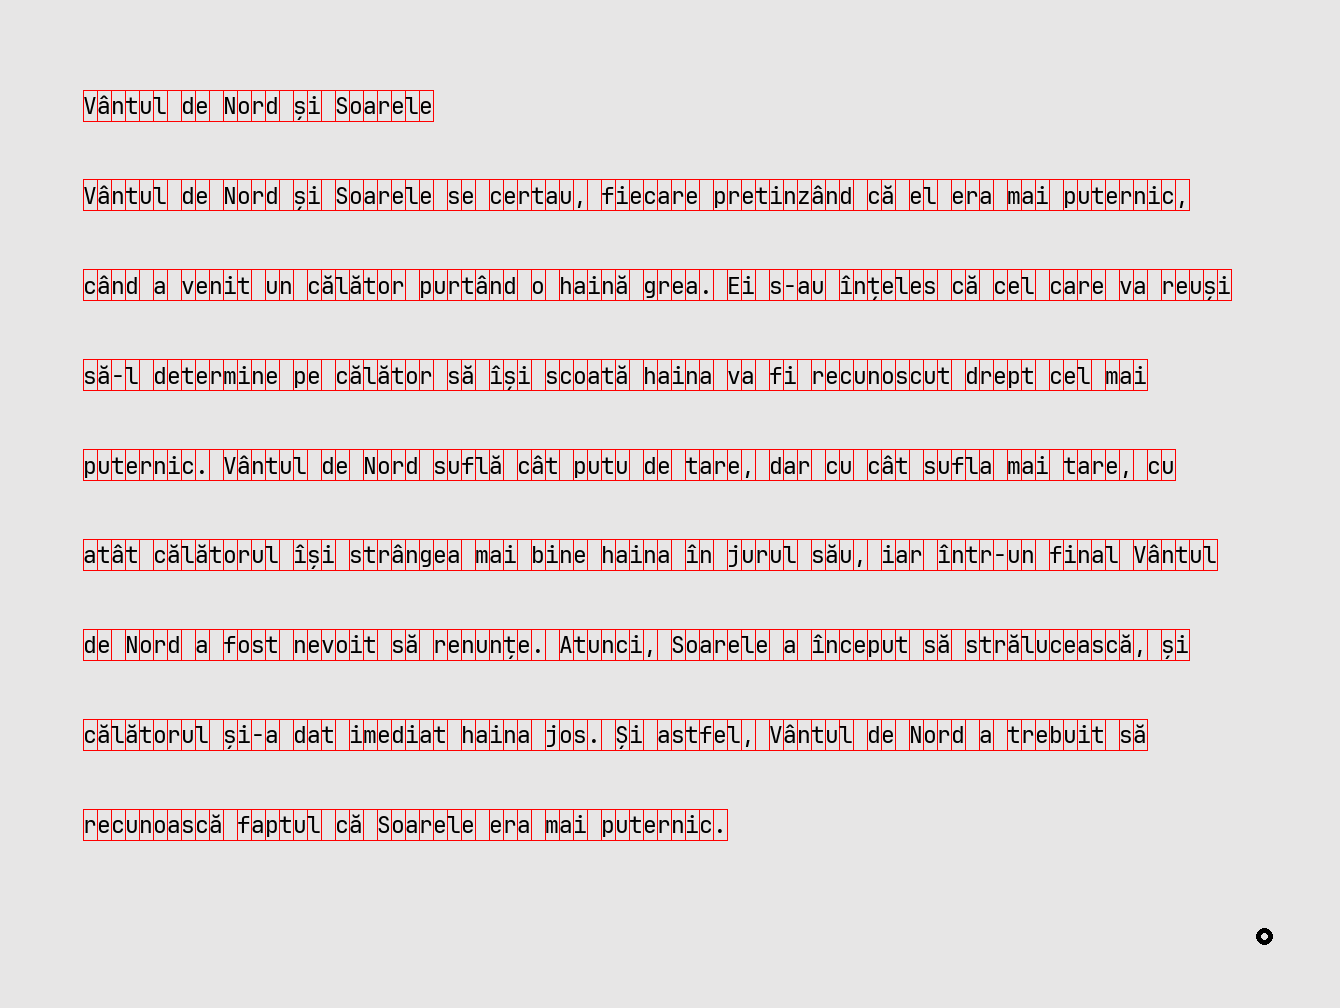 Vântul de Nord și Soarele
Vântul de Nord și Soarele se certau, fiecare pretinzând că el era mai puternic,
când a venit un călător purtând o haină grea. Ei s-au înțeles că cel care va reuși
să-l determine pe călător să își scoată haina va fi recunoscut drept cel mai
puternic. Vântul de Nord suflă cât putu de tare, dar cu cât sufla mai tare, cu
atât călătorul își strângea mai bine haina în jurul său, iar într-un final Vântul
de Nord a fost nevoit să renunțe. Atunci, Soarele a început să strălucească, și
călătorul și-a dat imediat haina jos. Și astfel, Vântul de Nord a trebuit să
recunoască faptul că Soarele era mai puternic.